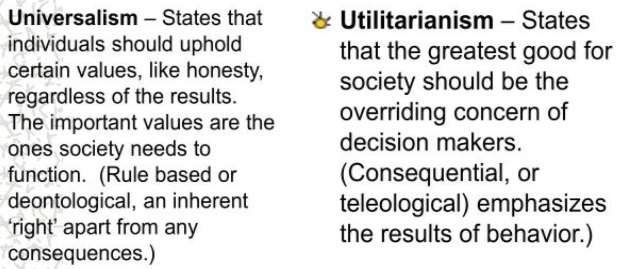 Universalism – States that
individuals should uphold
certain values, like honesty,
regardless of the results.
The important values are the
ones society needs to
function. (Rule based or
deontological, an inherent
‘right’ apart from any
consequences.)
Utilitarianism – States
that the greatest good for
society should be the
overriding concern of
decision makers.
(Consequential, or
teleological) emphasizes
the results of behavior.)